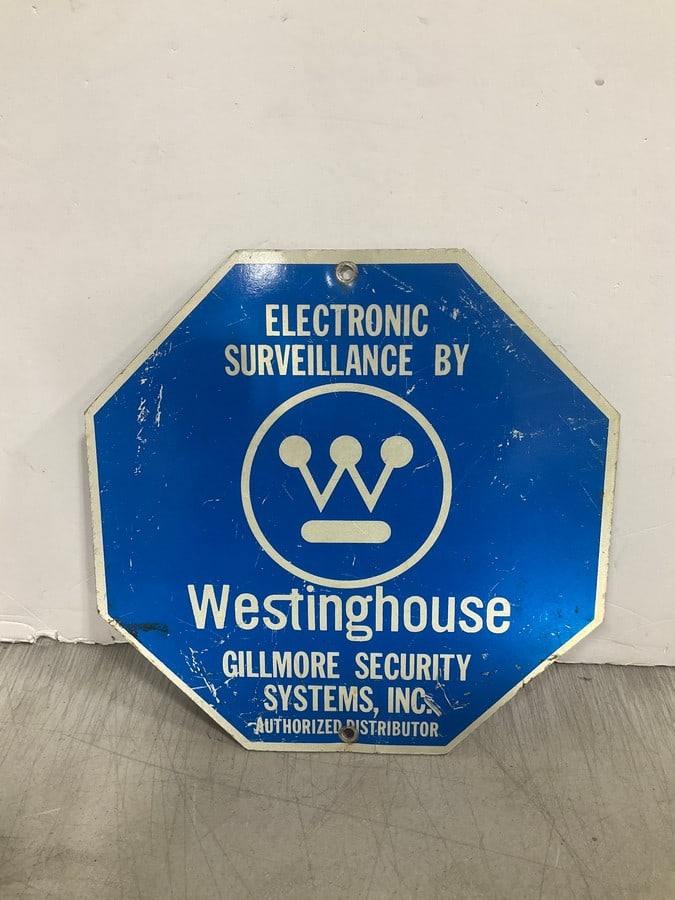 ELECTRONIC
SURVEILLANCE BY
Westinghouse
GILLMORE SECURITY
SYSTEMS, INC.
AUTHORIZED DISTRIBUTOR